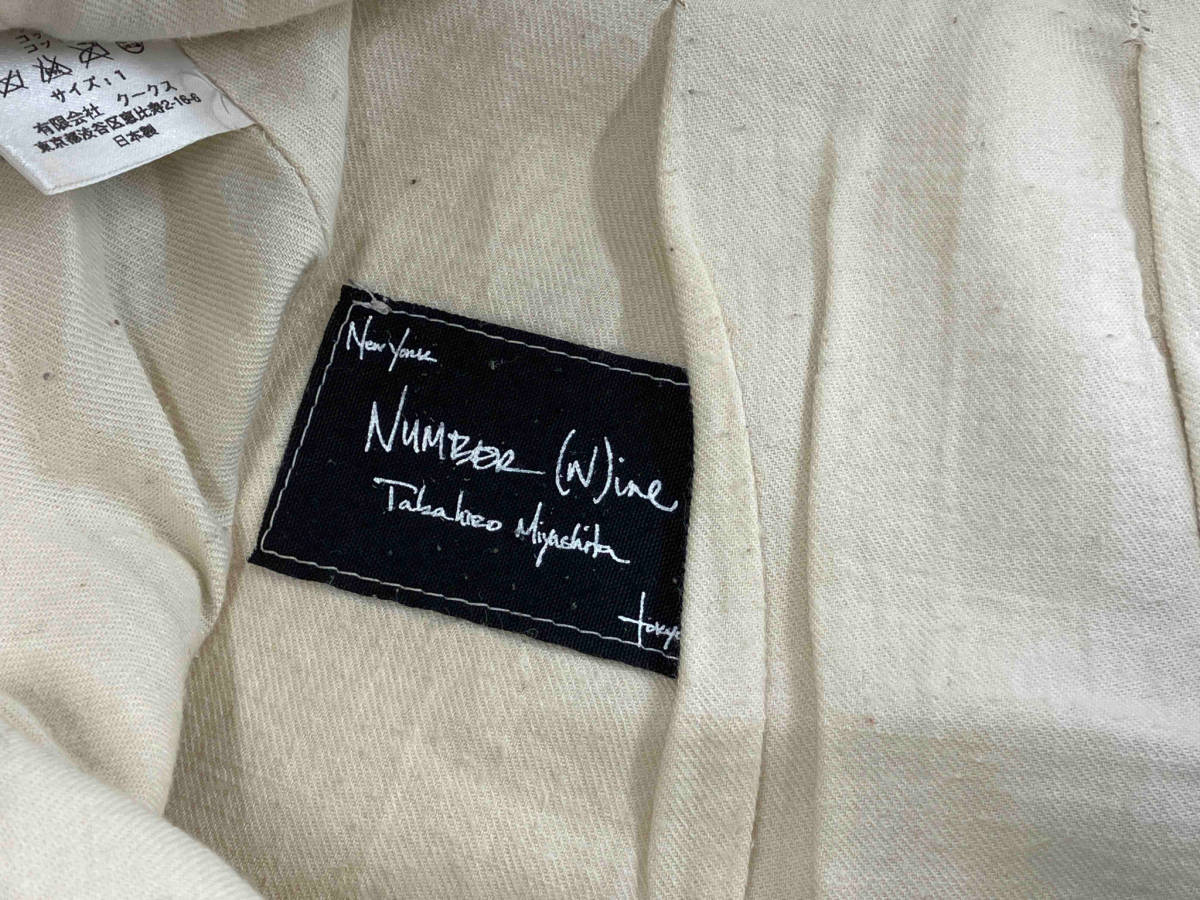 サイズ:1
有限会社 クークス
東京都渋谷区恵比寿2-16-6
日本製
New York
NUMBER (N)ine
Takahiro Miyashita
tokyo